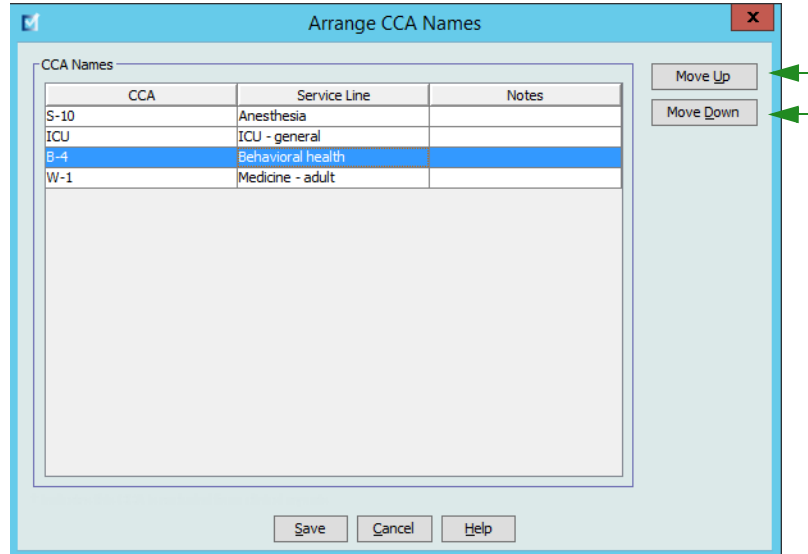 Arrange CCA Names
x
CCA Names
Move Up
CCA Service Line Notes
Move Down
S-10 Anesthesia
ICU ICU - general
B-4 Behavioral health
W-1 Medicine - adult
Save Cancel Help